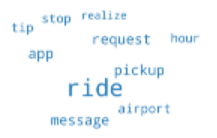 stop realize
tip
request hour
app
pickup
ride
airport
message